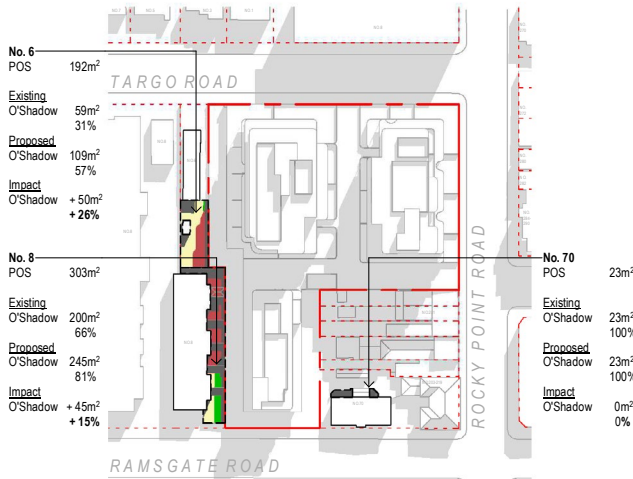 No. 6
POS 192m²
Existing
O'Shadow 59m²
31%
Proposed
O'Shadow 109m²
57%
Impact
O'Shadow + 50m²
+ 26%
No. 8
POS 303m²
Existing
O'Shadow 200m²
66%
Proposed
O'Shadow 245m²
81%
Impact
O'Shadow + 45m²
+ 15%
TARGO ROAD
ROCKY POINT ROAD
RAMSGATE ROAD
No. 70
POS 23m²
Existing
O'Shadow 23m²
100%
Proposed
O'Shadow 23m²
100%
Impact
O'Shadow 0m²
0%